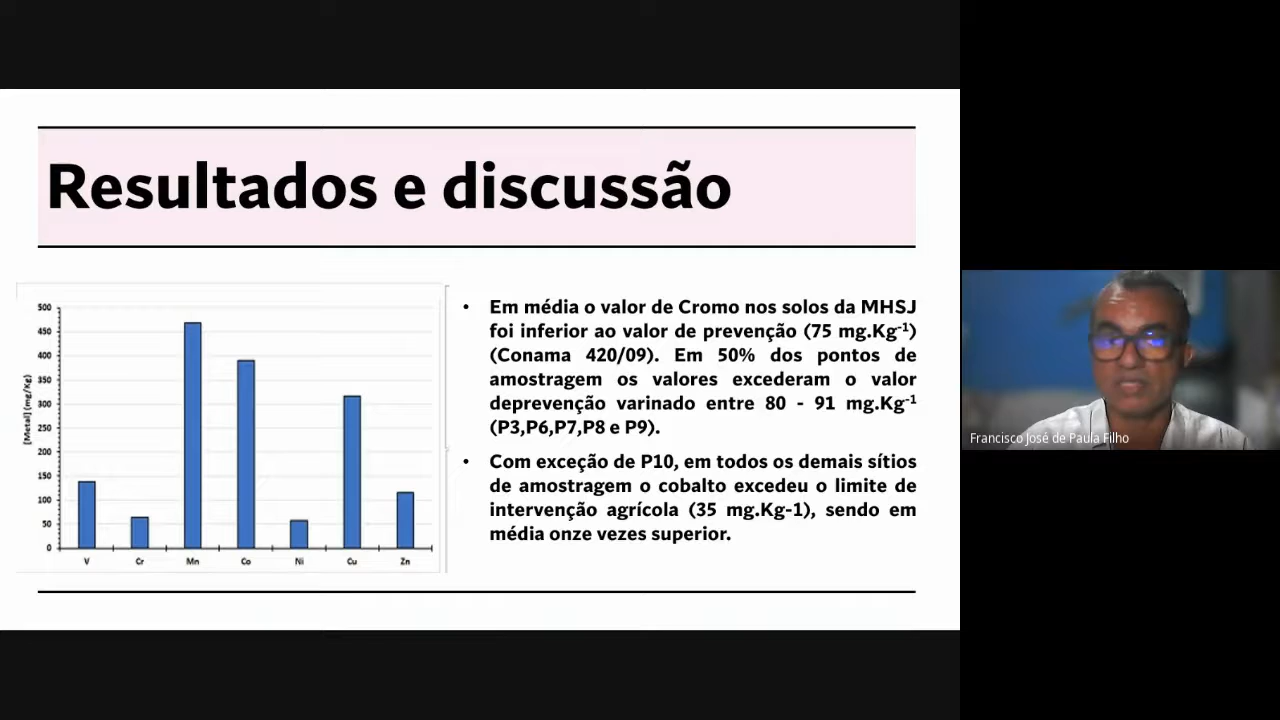 Resultados e discussão
500
450
400
350
300
250
200
150
100
50
0
[Metal] (mg/Kg)
V Cr Mn Co Ni Cu Zn
• Em média o valor de Cromo nos solos da MHSJ
foi inferior ao valor de prevenção (75 mg.Kg⁻¹)
(Conama 420/09). Em 50% dos pontos de
amostragem os valores excederam o valor
deprevenção varinado entre 80 - 91 mg.Kg⁻¹
(P3,P6,P7,P8 e P9).
• Com exceção de P10, em todos os demais sítios
de amostragem o cobalto excedeu o limite de
intervenção agrícola (35 mg.Kg-1), sendo em
média onze vezes superior.
Francisco José de Paula Filho